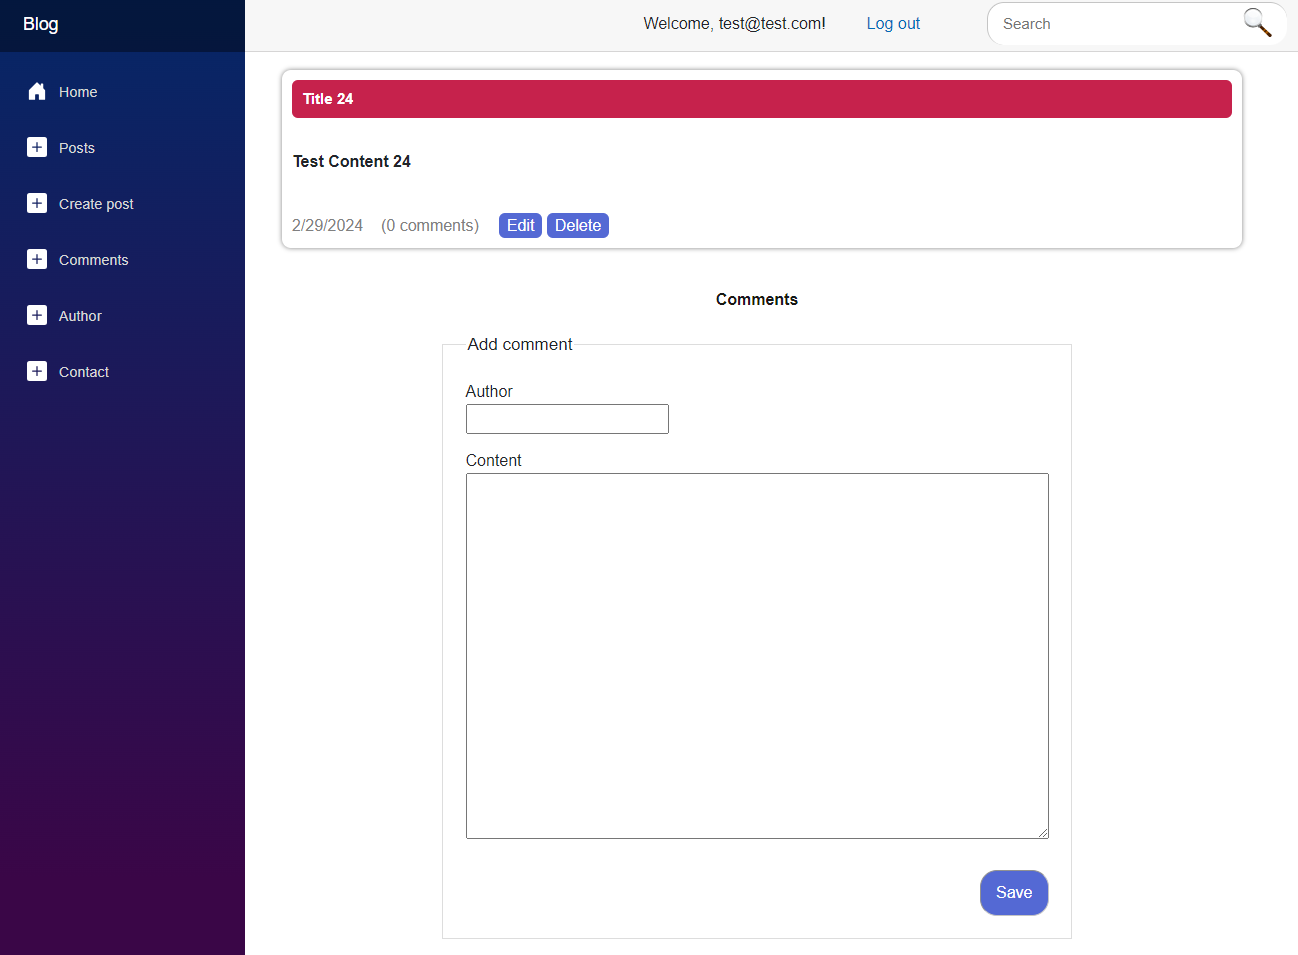 Blog
Welcome, test@test.com!
Log out
Search
Home
Posts
Create post
Comments
Author
Contact
Title 24
Test Content 24
2/29/2024 (0 comments) Edit Delete
Comments
Add comment
Author
Content
Save